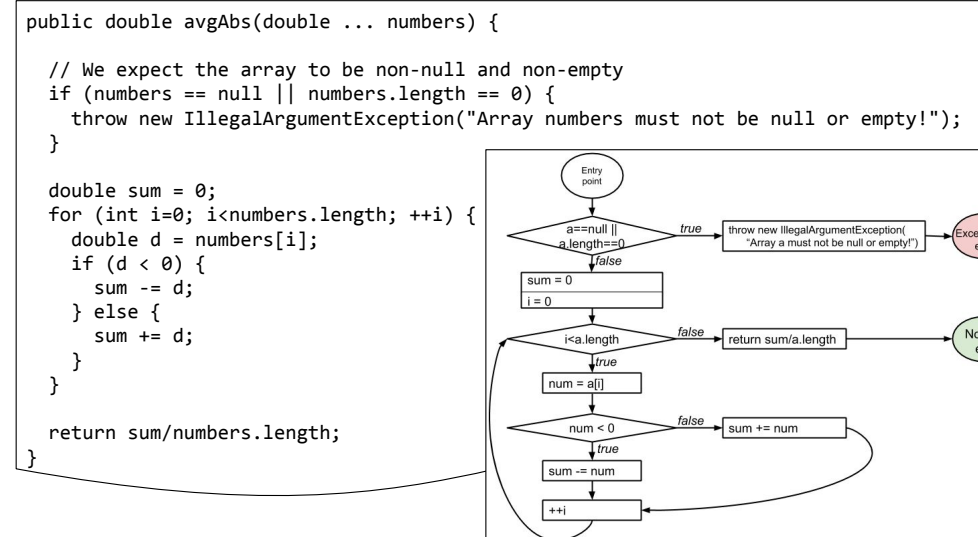 public double avgAbs(double ... numbers) {
// We expect the array to be non-null and non-empty
if (numbers == null || numbers.length == 0) {
throw new IllegalArgumentException("Array numbers must not be null or empty!");
}
double sum = 0;
for (int i=0; i<numbers.length; ++i) {
double d = numbers[i];
if (d < 0) {
sum -= d;
} else {
sum += d;
}
}
return sum/numbers.length;
}
Entry
point
a==null ||
a.length==0
true
throw new IllegalArgumentException(
"Array a must not be null or empty!")
false
sum = 0
i = 0
i<a.length
false
return sum/a.length
true
num = a[i]
num < 0
false
sum += num
true
sum -= num
++i